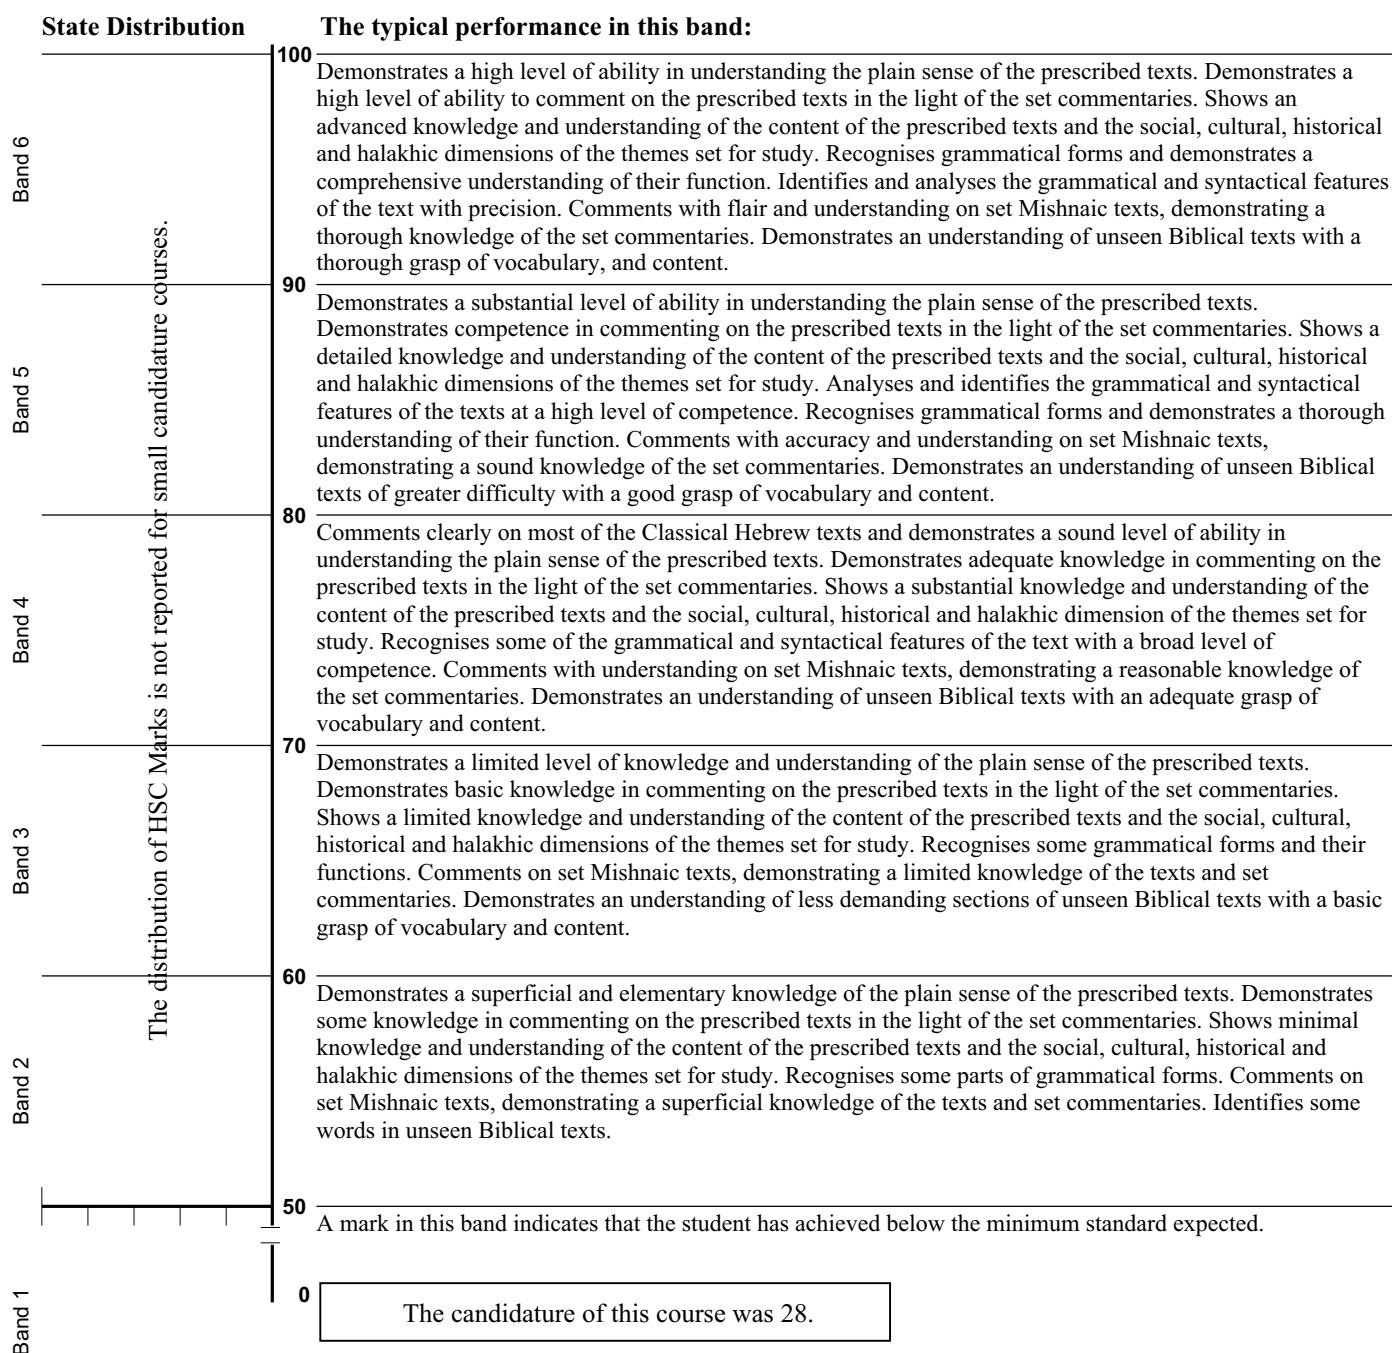 State Distribution
The typical performance in this band:
100
Demonstrates a high level of ability in understanding the plain sense of the prescribed texts. Demonstrates a
high level of ability to comment on the prescribed texts in the light of the set commentaries. Shows an
advanced knowledge and understanding of the content of the prescribed texts and the social, cultural, historical
and halakhic dimensions of the themes set for study. Recognises grammatical forms and demonstrates a
comprehensive understanding of their function. Identifies and analyses the grammatical and syntactical features
of the text with precision. Comments with flair and understanding on set Mishnaic texts, demonstrating a
thorough knowledge of the set commentaries. Demonstrates an understanding of unseen Biblical texts with a
thorough grasp of vocabulary, and content.
Band 6
90
Demonstrates a substantial level of ability in understanding the plain sense of the prescribed texts.
Demonstrates competence in commenting on the prescribed texts in the light of the set commentaries. Shows a
detailed knowledge and understanding of the content of the prescribed texts and the social, cultural, historical
and halakhic dimensions of the themes set for study. Analyses and identifies the grammatical and syntactical
features of the texts at a high level of competence. Recognises grammatical forms and demonstrates a thorough
understanding of their function. Comments with accuracy and understanding on set Mishnaic texts,
demonstrating a sound knowledge of the set commentaries. Demonstrates an understanding of unseen Biblical
texts of greater difficulty with a good grasp of vocabulary and content.
Band 5
80
Comments clearly on most of the Classical Hebrew texts and demonstrates a sound level of ability in
understanding the plain sense of the prescribed texts. Demonstrates adequate knowledge in commenting on the
prescribed texts in the light of the set commentaries. Shows a substantial knowledge and understanding of the
content of the prescribed texts and the social, cultural, historical and halakhic dimension of the themes set for
study. Recognises some of the grammatical and syntactical features of the text with a broad level of
competence. Comments with understanding on set Mishnaic texts, demonstrating a reasonable knowledge of
the set commentaries. Demonstrates an understanding of unseen Biblical texts with an adequate grasp of
vocabulary and content.
Band 4
70
Demonstrates a limited level of knowledge and understanding of the plain sense of the prescribed texts.
Demonstrates basic knowledge in commenting on the prescribed texts in the light of the set commentaries.
Shows a limited knowledge and understanding of the content of the prescribed texts and the social, cultural,
historical and halakhic dimensions of the themes set for study. Recognises some grammatical forms and their
functions. Comments on set Mishnaic texts, demonstrating a limited knowledge of the texts and set
commentaries. Demonstrates an understanding of less demanding sections of unseen Biblical texts with a basic
grasp of vocabulary and content.
Band 3
60
Demonstrates a superficial and elementary knowledge of the plain sense of the prescribed texts. Demonstrates
some knowledge in commenting on the prescribed texts in the light of the set commentaries. Shows minimal
knowledge and understanding of the content of the prescribed texts and the social, cultural, historical and
halakhic dimensions of the themes set for study. Recognises some parts of grammatical forms. Comments on
set Mishnaic texts, demonstrating a superficial knowledge of the texts and set commentaries. Identifies some
words in unseen Biblical texts.
Band 2
50
A mark in this band indicates that the student has achieved below the minimum standard expected.
0
Band 1
The candidature of this course was 28.
The distribution of HSC Marks is not reported for small candidature courses.